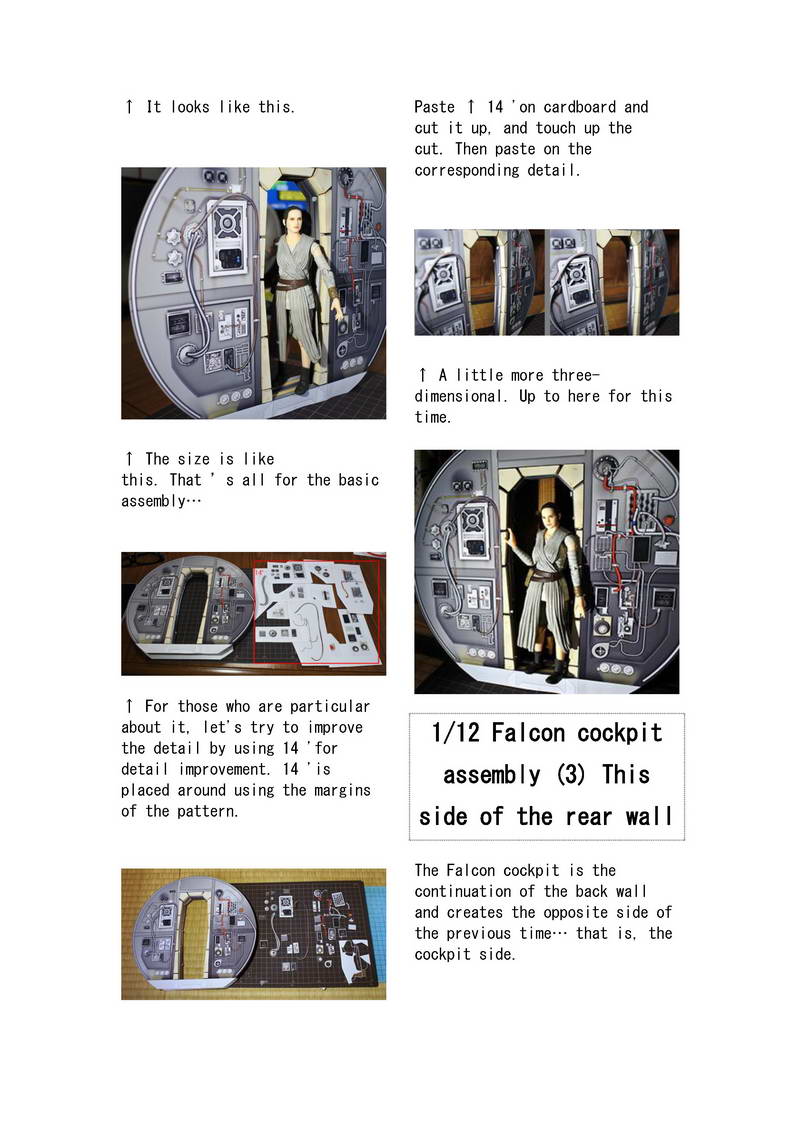 ↑ It looks like this.
↑ The size is like
this. That ’s all for the basic
assembly…
↑ For those who are particular
about it, let's try to improve
the detail by using 14 'for
detail improvement. 14 'is
placed around using the margins
of the pattern.
Paste ↑ 14 'on cardboard and
cut it up, and touch up the
cut. Then paste on the
corresponding detail.
↑ A little more three-
dimensional. Up to here for this
time.
1/12 Falcon cockpit
assembly (3) This
side of the rear wall
The Falcon cockpit is the
continuation of the back wall
and creates the opposite side of
the previous time… that is, the
cockpit side.